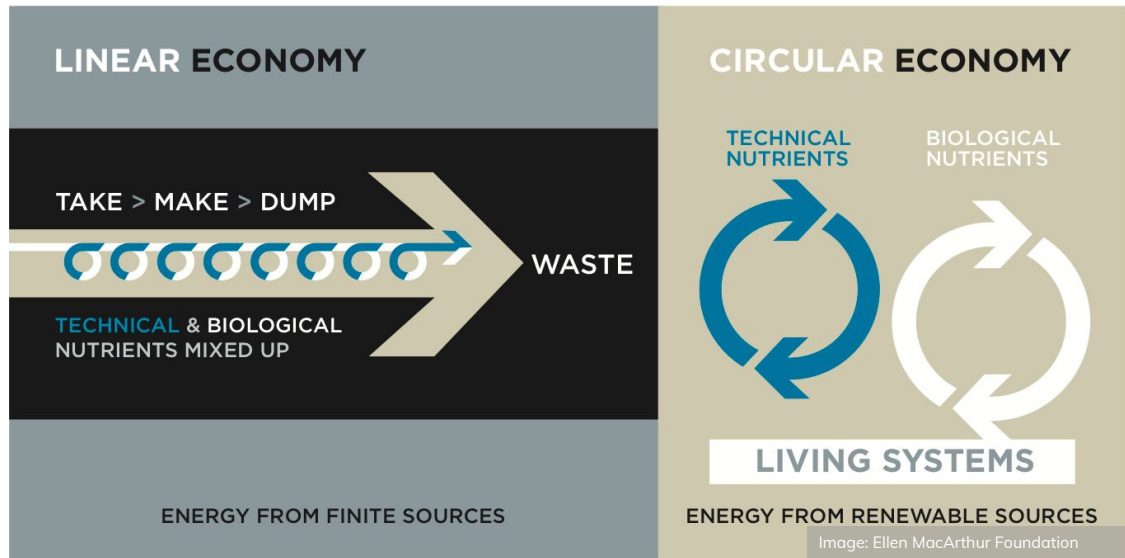 LINEAR ECONOMY
TAKE > MAKE > DUMP
WASTE
TECHNICAL & BIOLOGICAL
NUTRIENTS MIXED UP
ENERGY FROM FINITE SOURCES
CIRCULAR ECONOMY
TECHNICAL
NUTRIENTS
BIOLOGICAL
NUTRIENTS
LIVING SYSTEMS
ENERGY FROM RENEWABLE SOURCES
Image: Ellen MacArthur Foundation